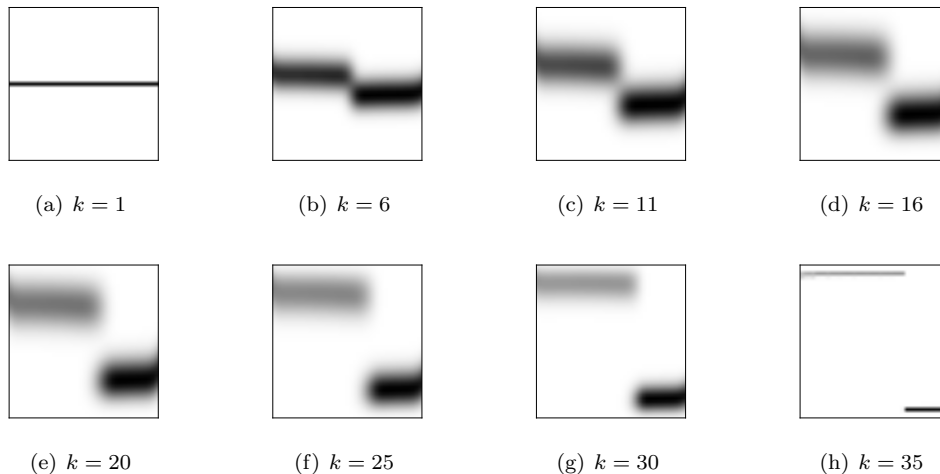 (a) k = 1
(b) k = 6
(c) k = 11
(d) k = 16
(e) k = 20
(f) k = 25
(g) k = 30
(h) k = 35